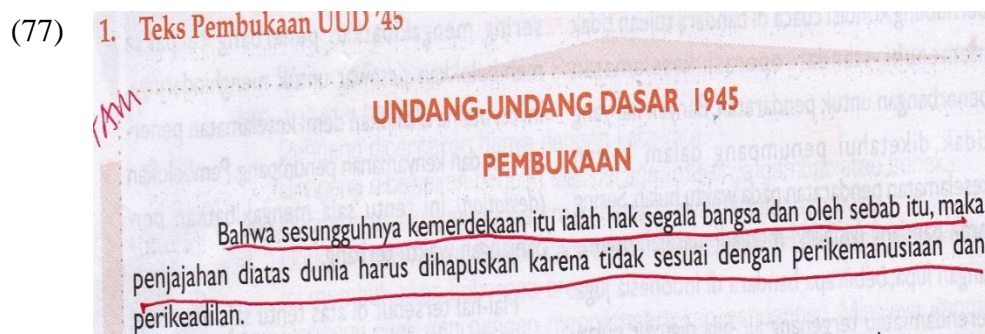 (77) 1. Teks Pembukaan UUD '45
UNDANG-UNDANG DASAR 1945
PEMBUKAAN
Bahwa sesungguhnya kemerdekaan itu ialah hak segala bangsa dan oleh sebab itu, maka
penjajahan diatas dunia harus dihapuskan karena tidak sesuai dengan perikemanusiaan dan
perikeadilan.